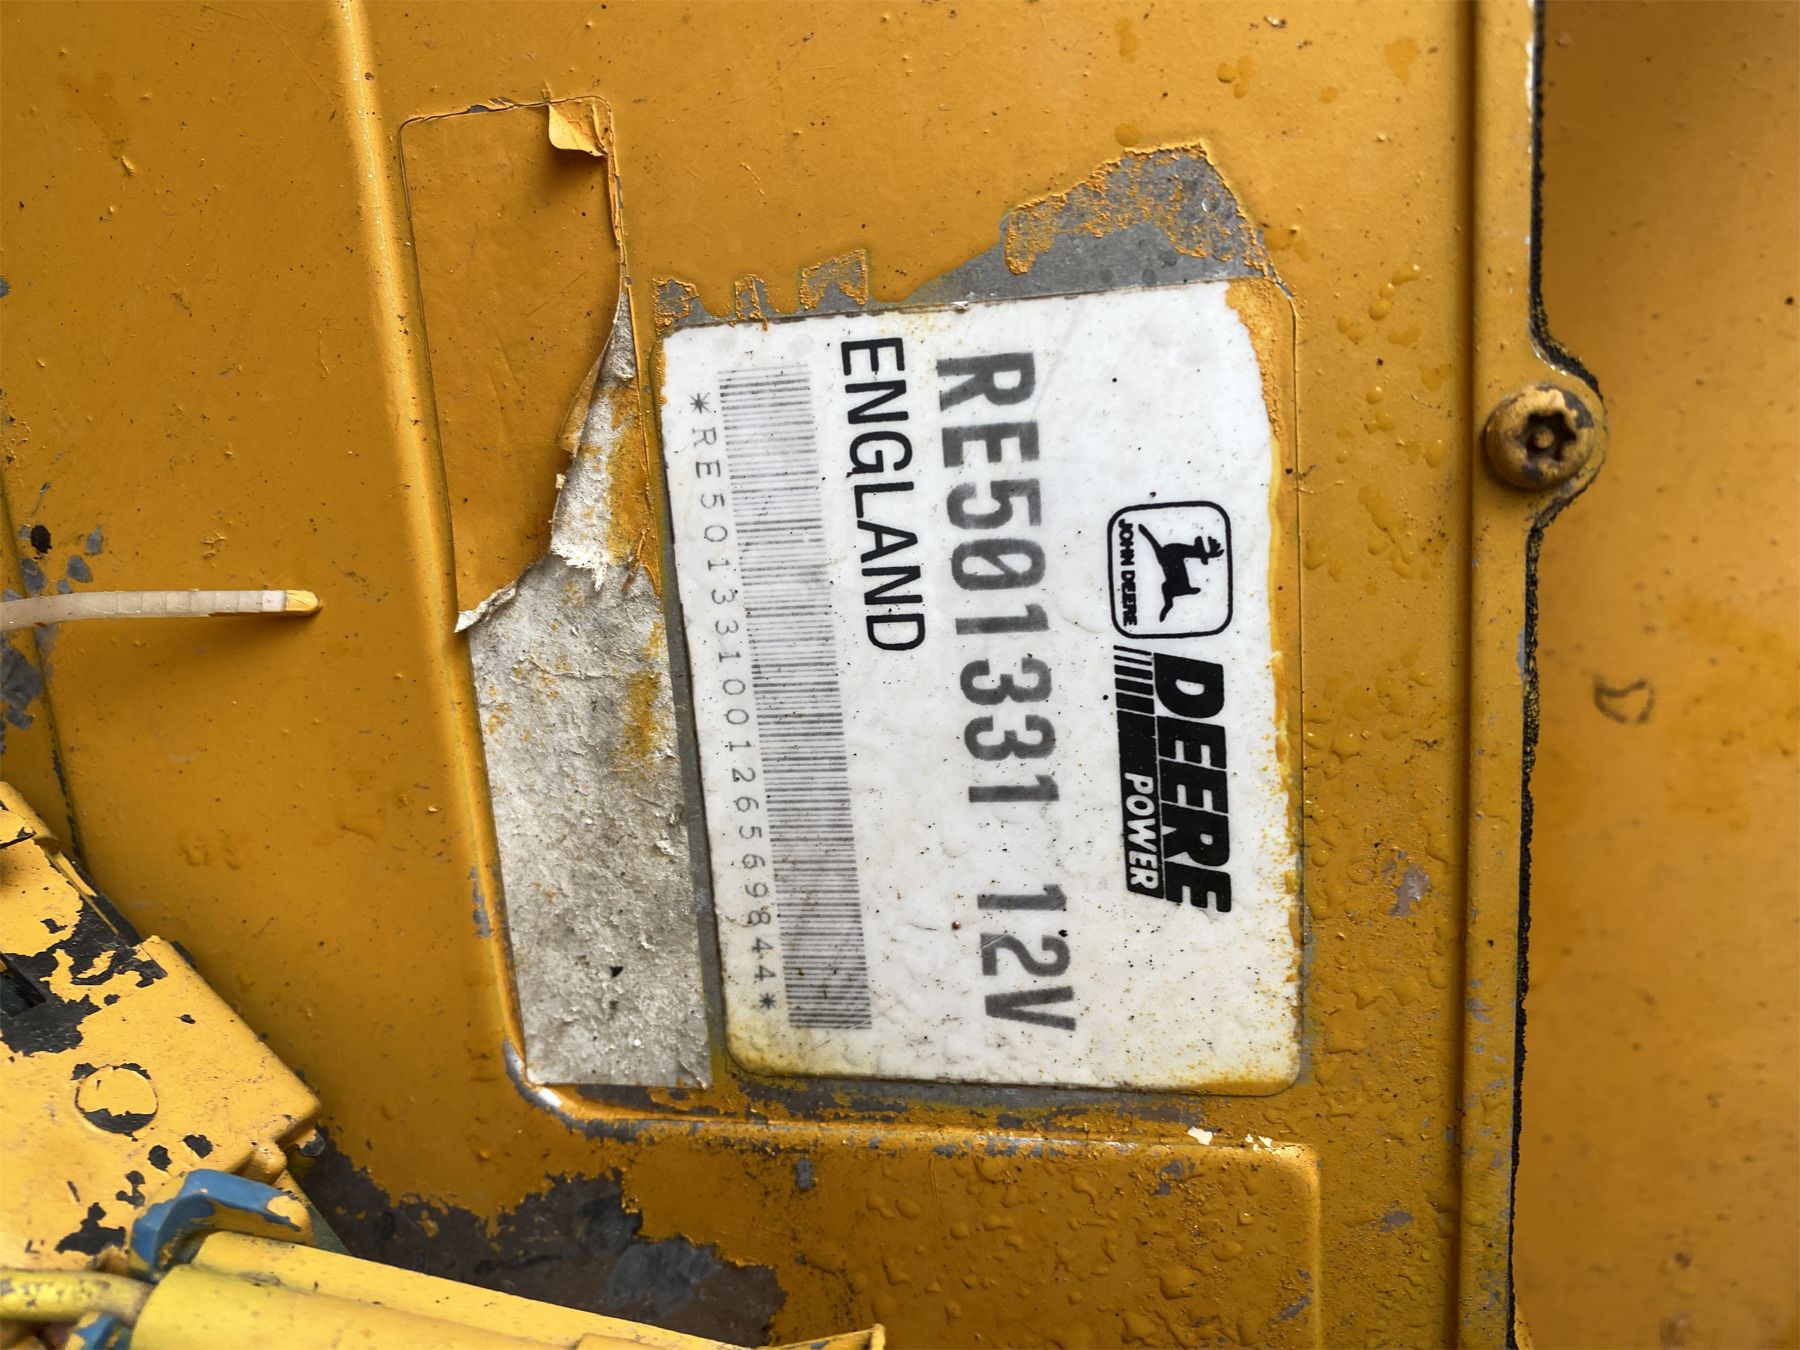 JOHN DEERE
DEERE
POWER
RE501331 12V
ENGLAND
*RE50133100126569844*